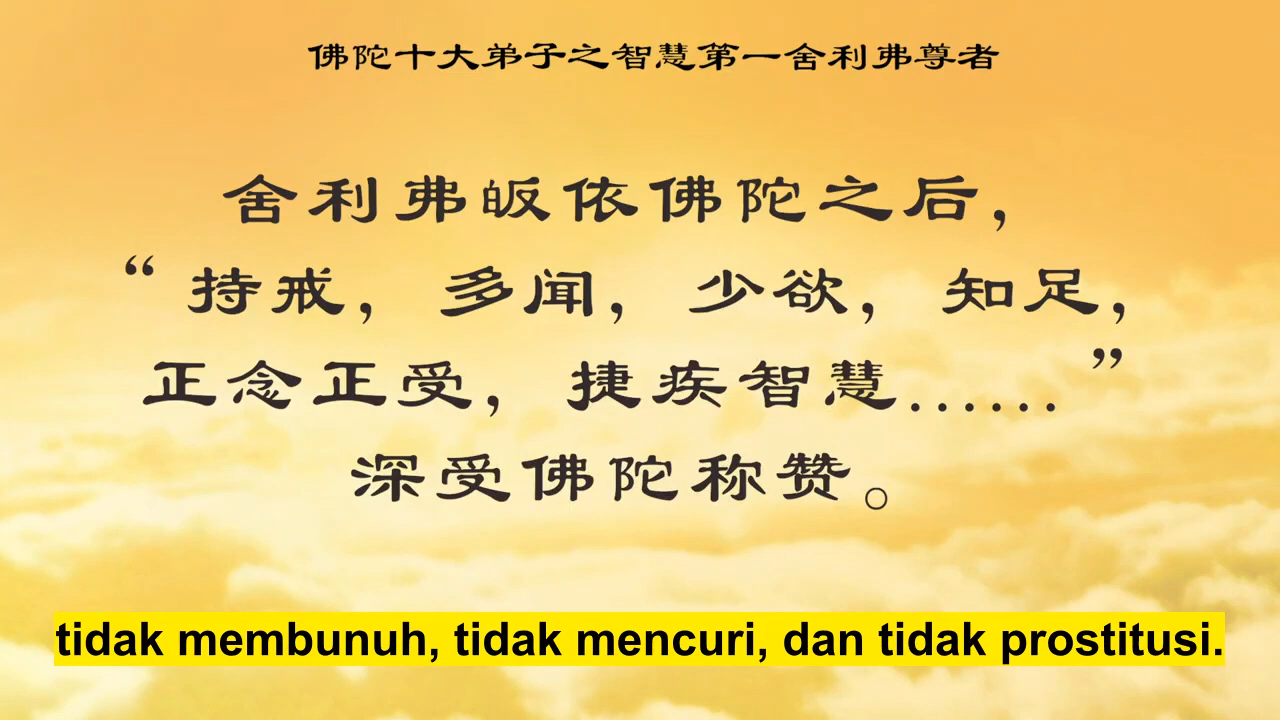 佛陀十大弟子之智慧第一舍利弗尊者
舍利弗皈依佛陀之后，
“持戒，多闻，少欲，知足，
正念正受，捷疾智慧……”
深受佛陀称赞。
tidak membunuh, tidak mencuri, dan tidak prostitusi.